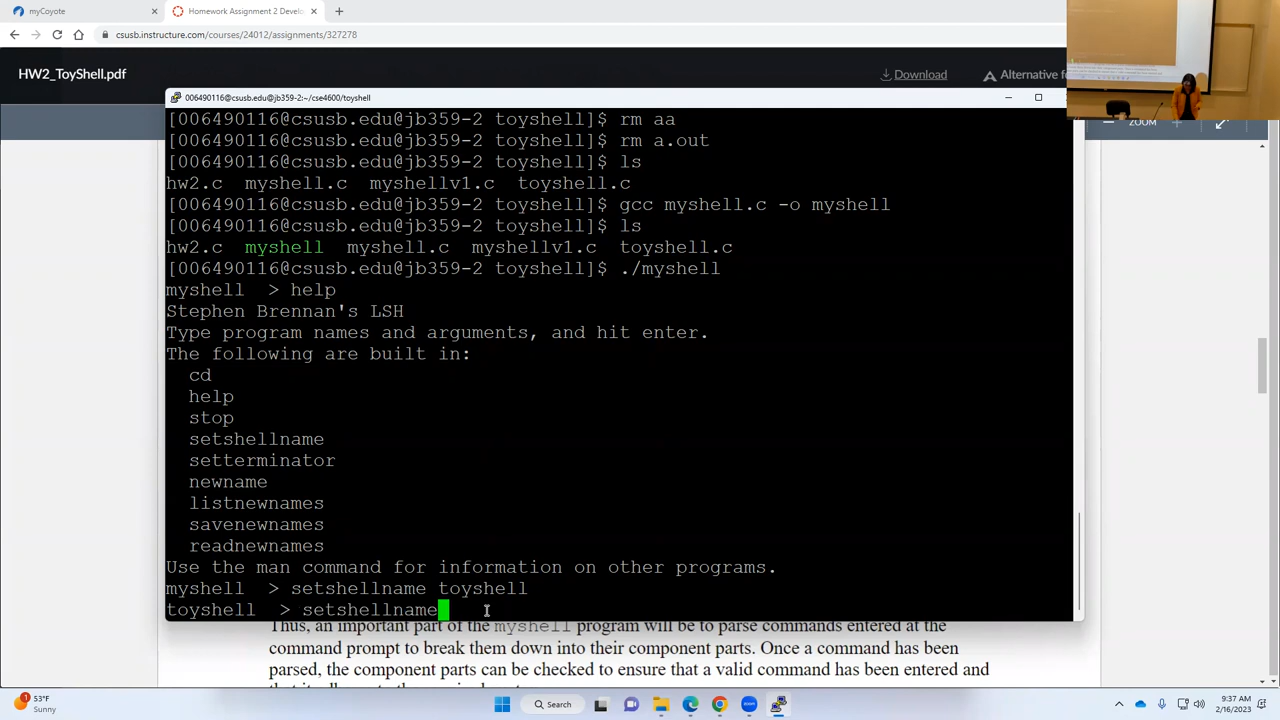 myCoyote
Homework Assignment 2 Devel
csusb.instructure.com/courses/24012/assignments/327278
HW2_ToyShell.pdf
Download
Alternative fo
ZOOM
006490116@csusb.edu@jb359-2:~/cse4600/toyshell
[006490116@csusb.edu@jb359-2 toyshell]$ rm aa
[006490116@csusb.edu@jb359-2 toyshell]$ rm a.out
[006490116@csusb.edu@jb359-2 toyshell]$ ls
hw2.c  myshell.c  myshellv1.c  toyshell.c
[006490116@csusb.edu@jb359-2 toyshell]$ gcc myshell.c -o myshell
[006490116@csusb.edu@jb359-2 toyshell]$ ls
hw2.c  myshell  myshell.c  myshellv1.c  toyshell.c
[006490116@csusb.edu@jb359-2 toyshell]$ ./myshell
myshell  > help
Stephen Brennan's LSH
Type program names and arguments, and hit enter.
The following are built in:
cd
help
stop
setshellname
setterminator
newname
listnewnames
savenewnames
readnewnames
Use the man command for information on other programs.
myshell  > setshellname toyshell
toyshell  > setshellname
Thus, an important part of the myshell program will be to parse commands entered at the
command prompt to break them down into their component parts. Once a command has been
parsed, the component parts can be checked to ensure that a valid command has been entered and
53°F
Sunny
Search
9:37 AM
2/16/2023